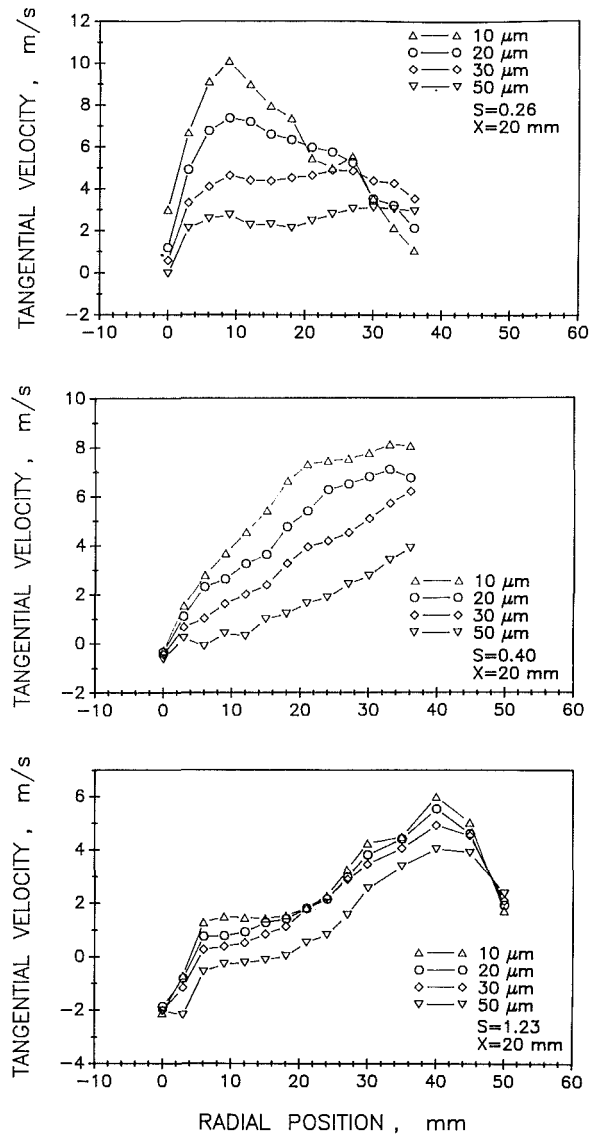 TANGENTIAL VELOCITY , m/s
12
10
8
6
4
2
0
−2
−10 0 10 20 30 40 50 60
10 μm
20 μm
30 μm
50 μm
S=0.26
X=20 mm
TANGENTIAL VELOCITY , m/s
10
8
6
4
2
0
−2
−10 0 10 20 30 40 50 60
10 μm
20 μm
30 μm
50 μm
S=0.40
X=20 mm
TANGENTIAL VELOCITY , m/s
6
4
2
0
−2
−4
−10 0 10 20 30 40 50 60
10 μm
20 μm
30 μm
50 μm
S=1.23
X=20 mm
RADIAL POSITION , mm